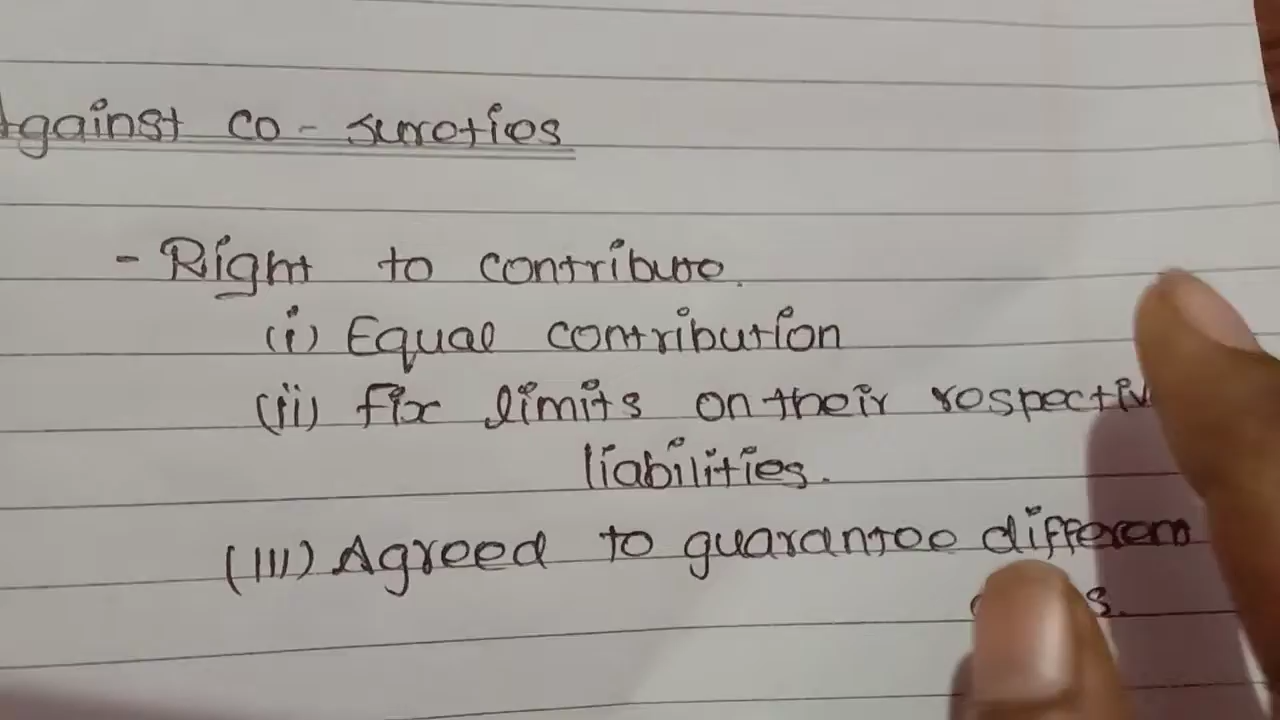 Against co - sureties
- Right to contribute.
(i) Equal contribution
(ii) fix limits on their respective
liabilities.
(III) Agreed to guarantee different